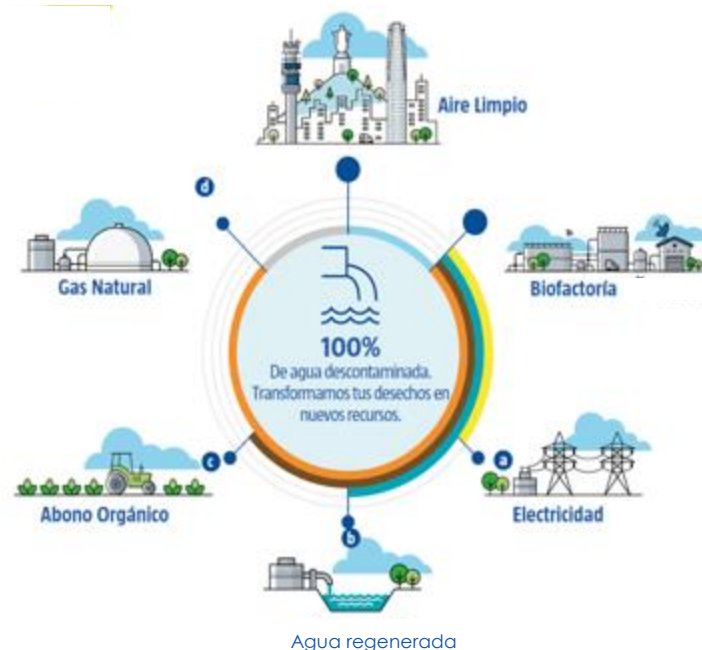 Aire Limpio
d
Gas Natural
Biofactoría
100%
De agua descontaminada.
Transformamos tus desechos en
nuevos recursos.
c
a
Abono Orgánico
Electricidad
b
Agua regenerada